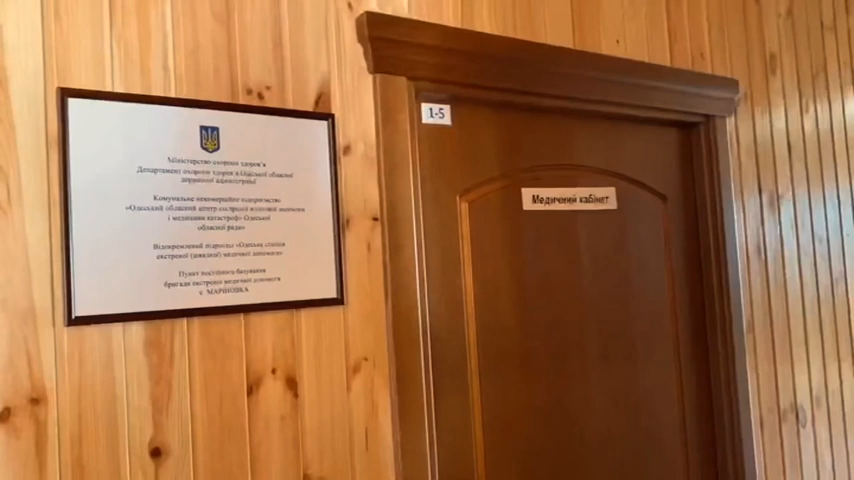 Міністерство охорони здоров'я
Департамент охорони здоров'я Одеської обласної
державної адміністрації
Комунальне некомерційне підприємство
«Одеський обласний центр екстреної медичної допомоги
і медицини катастроф» Одеської
обласної ради»
Відокремлений підрозділ «Одеська станція
екстреної (швидкої) медичної допомоги»
Пункт постійного базування
бригади екстреної медичної допомоги
с. МАРИНІВКА
1-5
Медичний кабінет